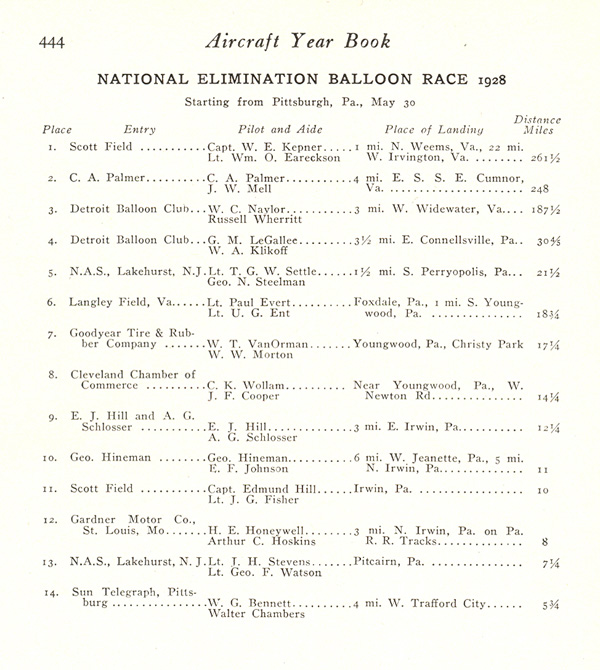 444 Aircraft Year Book
NATIONAL ELIMINATION BALLOON RACE 1928
Starting from Pittsburgh, Pa., May 30
Distance
Place Entry Pilot and Aide Place of Landing Miles
1. Scott Field ...........Capt. W. E. Kepner.....1 mi. N. Weems, Va., 22 mi.
Lt. Wm. O. Eareckson W. Irvington, Va. ........ 261½
2. C. A. Palmer..........C. A. Palmer...........4 mi. E. S. S. E. Cumnor,
J. W. Mell Va. ...................... 248
3. Detroit Balloon Club...W. C. Naylor...........3 mi. W. Widewater, Va.... 187½
Russell Wherritt
4. Detroit Balloon Club...G. M. LeGallee.........3½ mi. E. Connellsville, Pa.. 30⅘
W. A. Klikoff
5. N.A.S., Lakehurst, N.J.Lt. T. G. W. Settle......1½ mi. S. Perryopolis, Pa... 21½
Geo. N. Steelman
6. Langley Field, Va......Lt. Paul Evert..........Foxdale, Pa., 1 mi. S. Young-
Lt. U. G. Ent wood, Pa. ............... 18¾
7. Goodyear Tire & Rub-
ber Company .......W. T. VanOrman.......Youngwood, Pa., Christy Park 17¼
W. W. Morton
8. Cleveland Chamber of
Commerce ..........C. K. Wollam.......... Near Youngwood, Pa., W.
J. F. Cooper Newton Rd............... 14¼
9. E. J. Hill and A. G.
Schlosser ...........E. J. Hill..............3 mi. E. Irwin, Pa.......... 12¼
A. G. Schlosser
10. Geo. Hineman ........Geo. Hineman..........6 mi. W. Jeanette, Pa., 5 mi.
E. F. Johnson N. Irwin, Pa............. 11
11. Scott Field ...........Capt. Edmund Hill......Irwin, Pa. ................. 10
Lt. J. G. Fisher
12. Gardner Motor Co.,
St. Louis, Mo.......H. E. Honeywell........3 mi. N. Irwin, Pa. on Pa.
Arthur C. Hoskins R. R. Tracks.............. 8
13. N.A.S., Lakehurst, N. J.Lt. J. H. Stevens.......Pitcairn, Pa. ............... 7¼
Lt. Geo. F. Watson
14. Sun Telegraph, Pitts-
burg ................W. G. Bennett..........4 mi. W. Trafford City...... 5¾
Walter Chambers